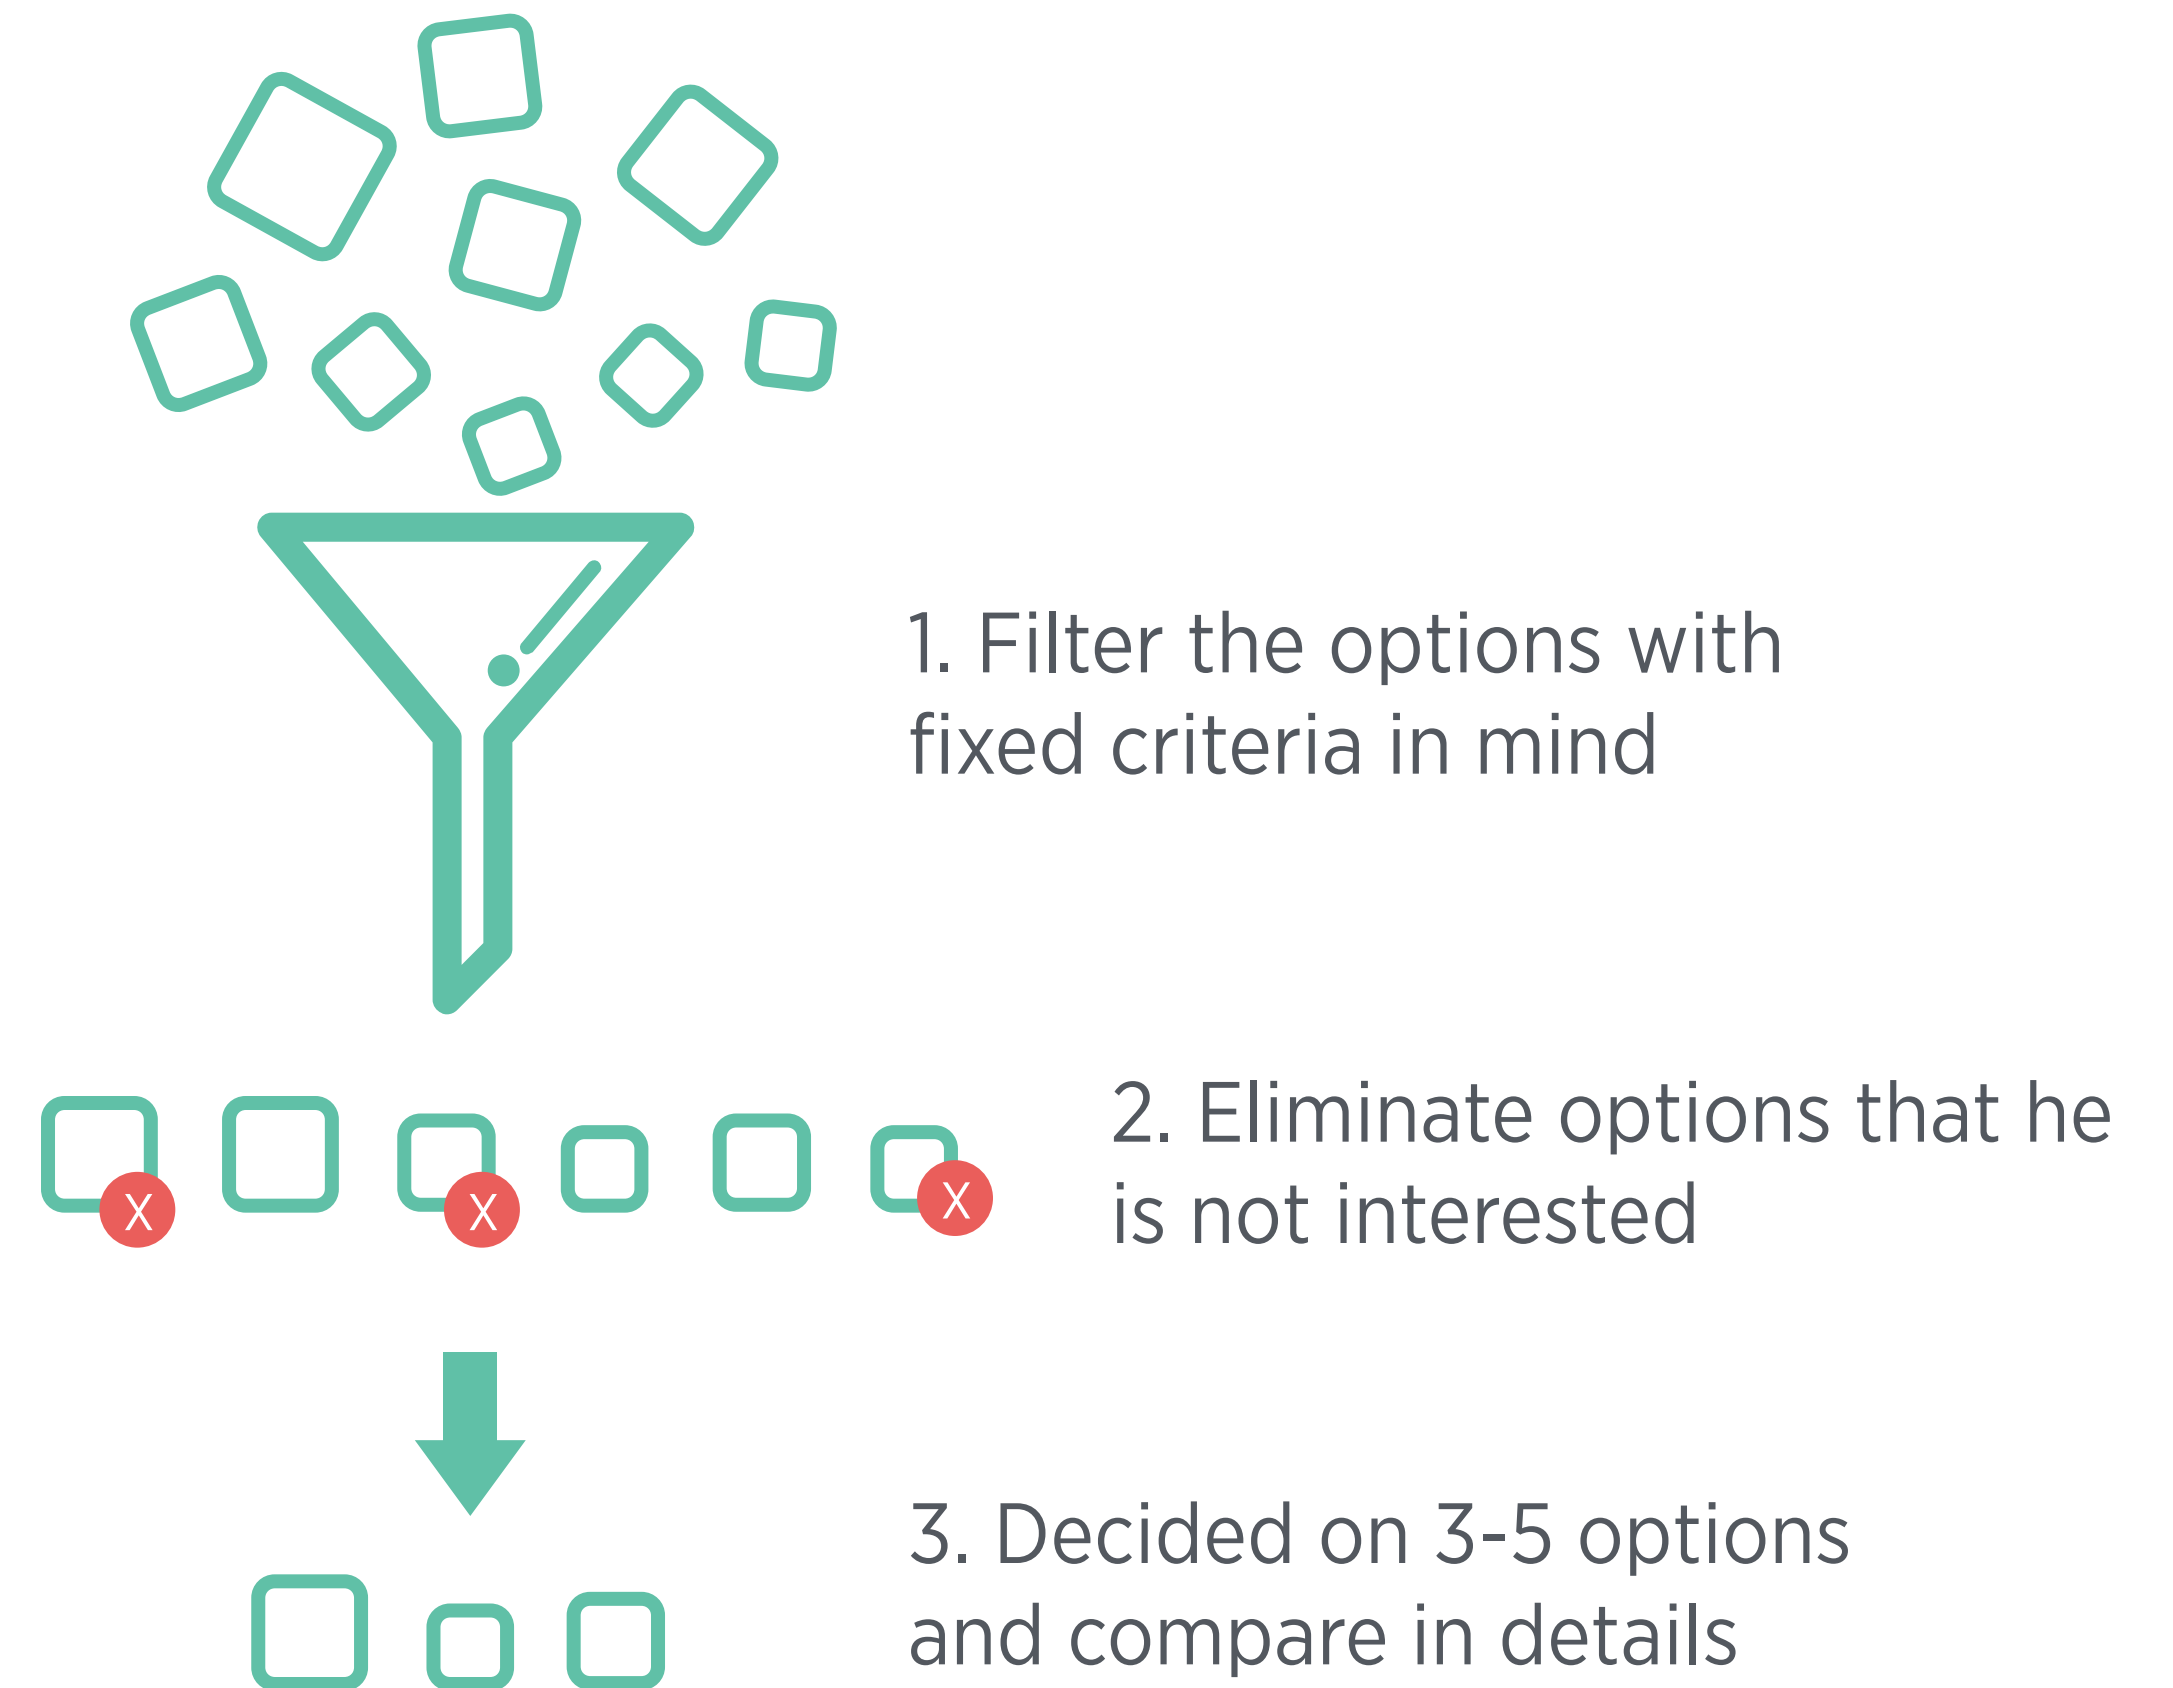 1. Filter the options with
fixed criteria in mind
X
X
X
2. Eliminate options that he
is not interested
3. Decided on 3-5 options
and compare in details